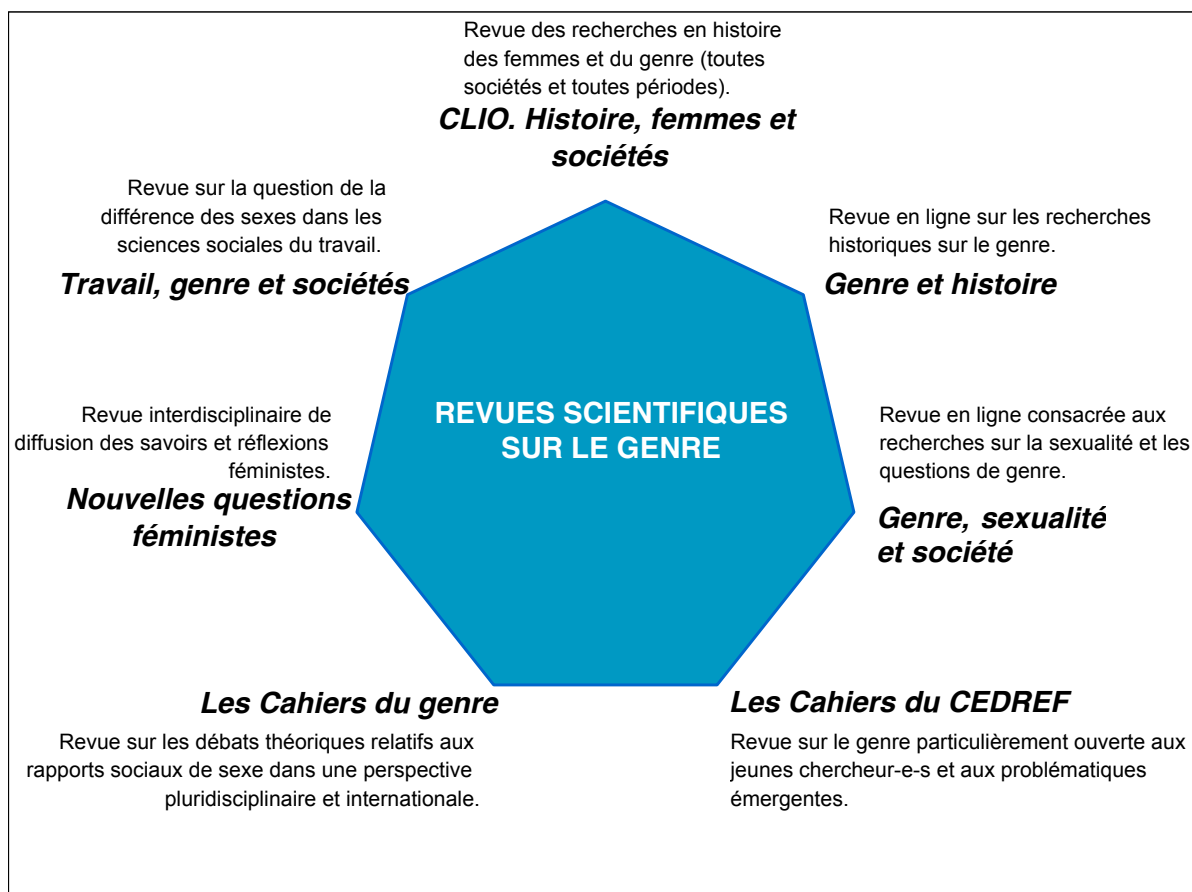 Revue des recherches en histoire
des femmes et du genre (toutes
sociétés et toutes périodes).
CLIO. Histoire, femmes et
sociétés
Revue sur la question de la
différence des sexes dans les
sciences sociales du travail.
Travail, genre et sociétés
Revue en ligne sur les recherches
historiques sur le genre.
Genre et histoire
REVUES SCIENTIFIQUES
SUR LE GENRE
Revue interdisciplinaire de
diffusion des savoirs et réflexions
féministes.
Nouvelles questions
féministes
Revue en ligne consacrée aux
recherches sur la sexualité et les
questions de genre.
Genre, sexualité
et société
Les Cahiers du genre
Revue sur les débats théoriques relatifs aux
rapports sociaux de sexe dans une perspective
pluridisciplinaire et internationale.
Les Cahiers du CEDREF
Revue sur le genre particulièrement ouverte aux
jeunes chercheur-e-s et aux problématiques
émergentes.